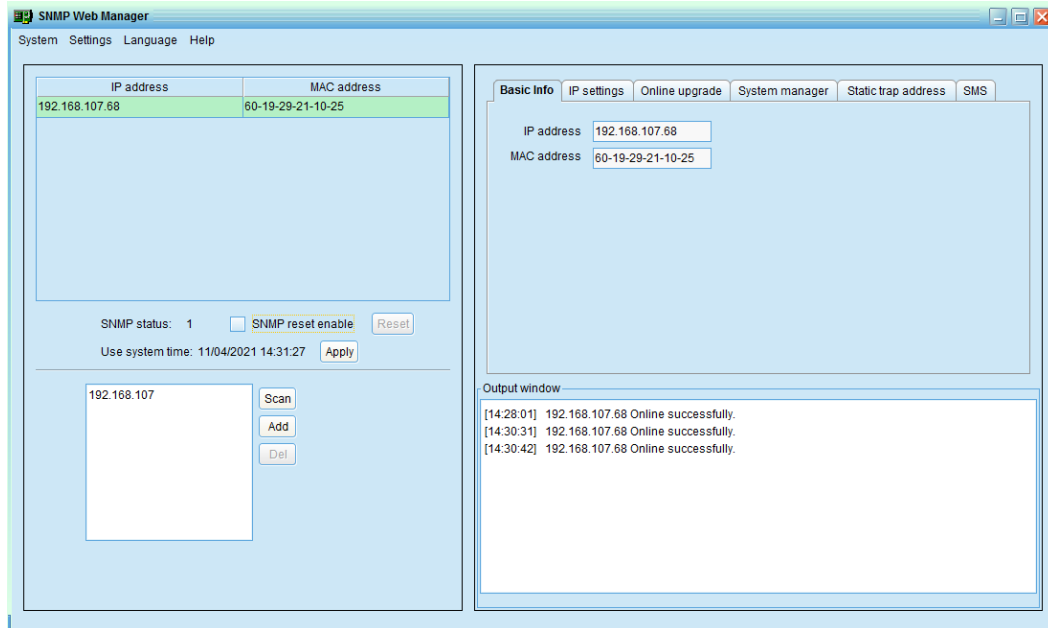 SNMP Web Manager
System Settings Language Help
IP address MAC address
192.168.107.68 60-19-29-21-10-25
SNMP status: 1 SNMP reset enable Reset
Use system time: 11/04/2021 14:31:27 Apply
192.168.107
Scan
Add
Del
Basic Info IP settings Online upgrade System manager Static trap address SMS
IP address 192.168.107.68
MAC address 60-19-29-21-10-25
Output window
[14:28:01] 192.168.107.68 Online successfully.
[14:30:31] 192.168.107.68 Online successfully.
[14:30:42] 192.168.107.68 Online successfully.